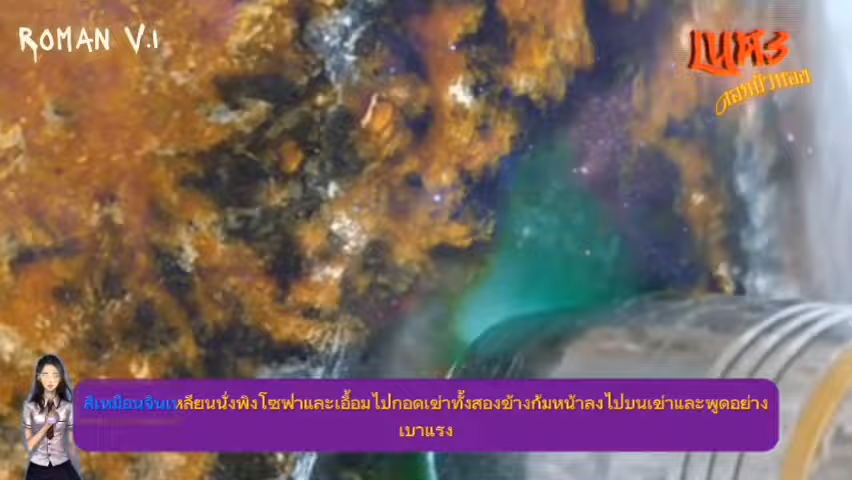 ROMAN V.1
เนตร
สีเหมือนจินเหลียนนั่งพิงโซฟาและเอื้อมไปกอดเข่าทั้งสองข้างก้มหน้าลงไปบนเข่าและพูดอย่าง
เบาแรง